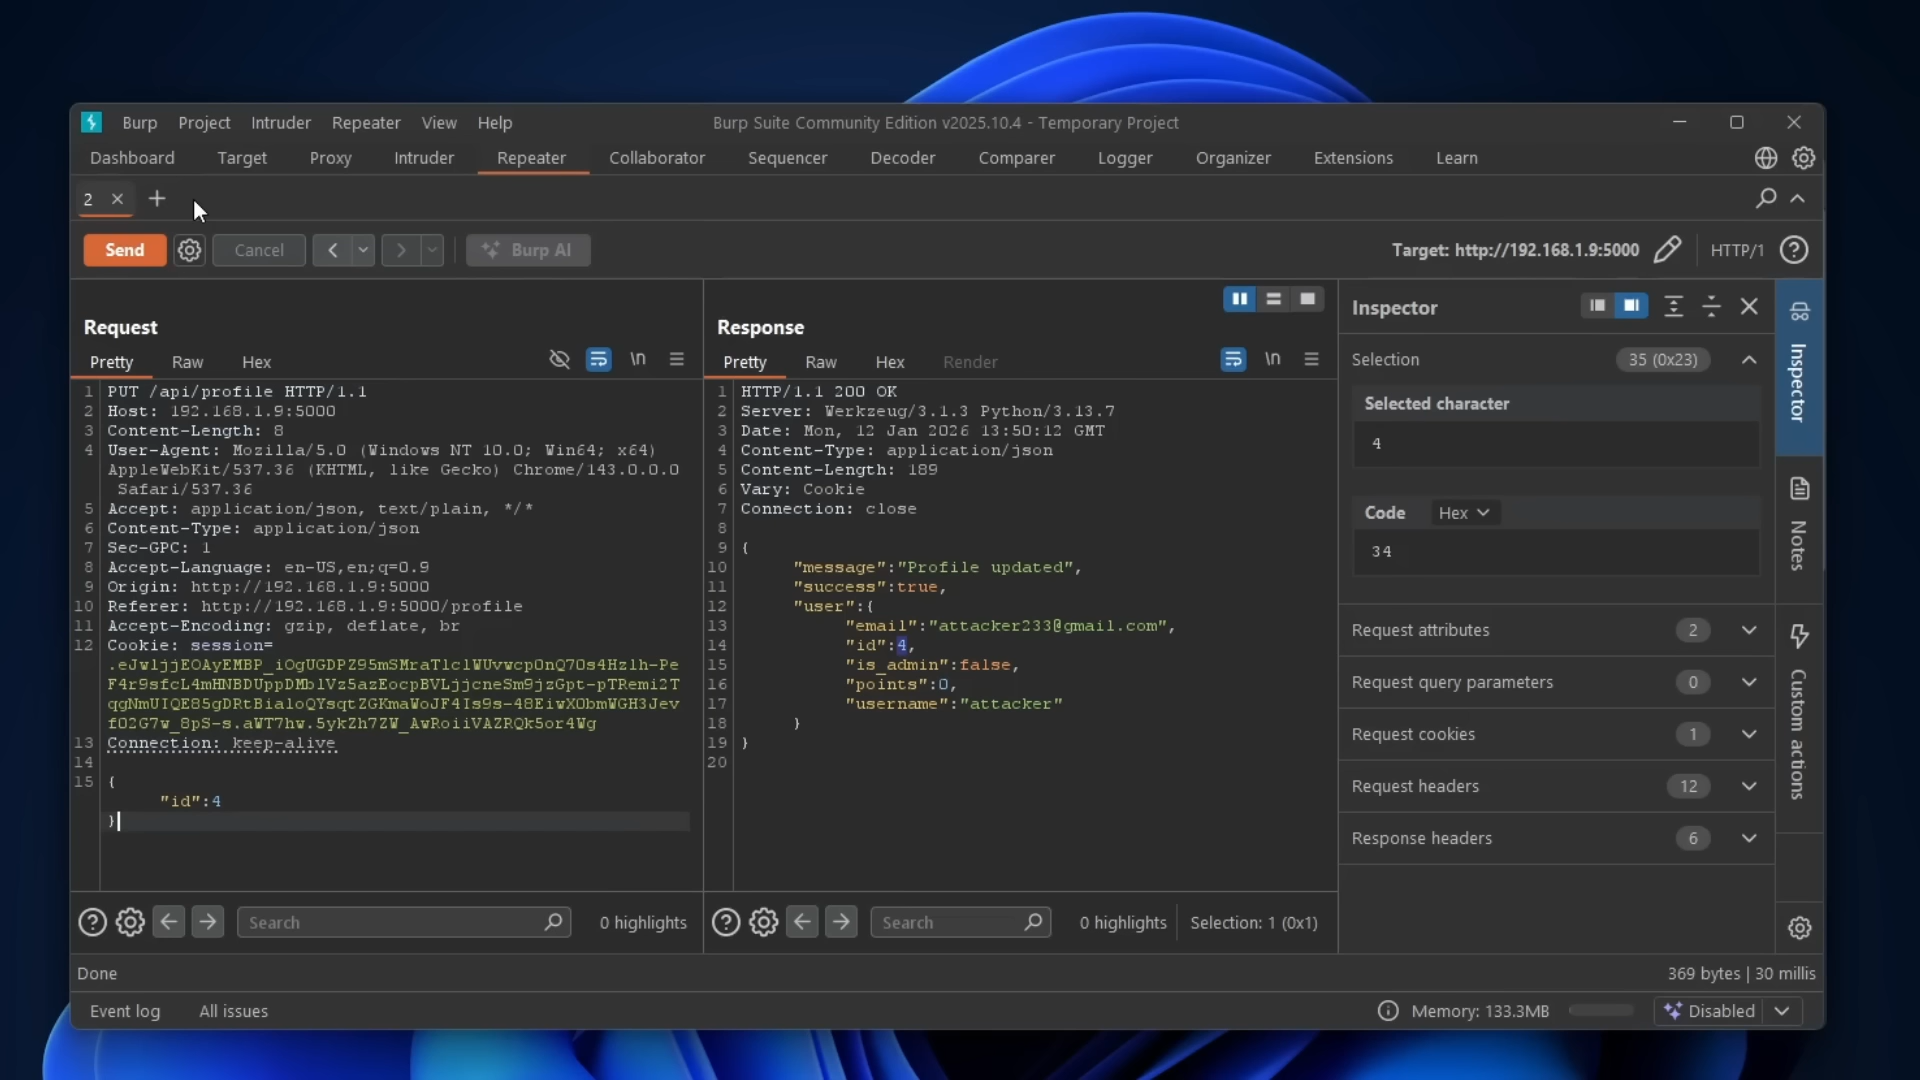 Burp Project Intruder Repeater View Help
Burp Suite Community Edition v2025.10.4 - Temporary Project
Dashboard Target Proxy Intruder Repeater Collaborator Sequencer Decoder Comparer Logger Organizer Extensions Learn
2
Send Cancel Burp AI Target: http://192.168.1.9:5000 HTTP/1
Request
Pretty Raw Hex \n
1 PUT /api/profile HTTP/1.1
2 Host: 192.168.1.9:5000
3 Content-Length: 8
4 User-Agent: Mozilla/5.0 (Windows NT 10.0; Win64; x64)
AppleWebKit/537.36 (KHTML, like Gecko) Chrome/143.0.0.0
Safari/537.36
5 Accept: application/json, text/plain, */*
6 Content-Type: application/json
7 Sec-GPC: 1
8 Accept-Language: en-US,en;q=0.9
9 Origin: http://192.168.1.9:5000
10 Referer: http://192.168.1.9:5000/profile
11 Accept-Encoding: gzip, deflate, br
12 Cookie: session=
13 Connection: keep-alive
14
15 {
"id":4
}
Search 0 highlights
Response
Pretty Raw Hex Render \n
1 HTTP/1.1 200 OK
2 Server: Werkzeug/3.1.3 Python/3.13.7
3 Date: Mon, 12 Jan 2026 13:50:12 GMT
4 Content-Type: application/json
5 Content-Length: 189
6 Vary: Cookie
7 Connection: close
8
9 {
10 "message":"Profile updated",
11 "success":true,
12 "user":{
13 "email":"attacker233@gmail.com",
14 "id":4,
15 "is_admin":false,
16 "points":0,
17 "username":"attacker"
18 }
19 }
20
Search 0 highlights Selection: 1 (0x1)
Inspector
Selection 35 (0x23)
Selected character
4
Code Hex
34
Request attributes 2
Request query parameters 0
Request cookies 1
Request headers 12
Response headers 6
Inspector
Notes
Custom actions
Done 369 bytes | 30 millis
Event log All issues Memory: 133.3MB Disabled